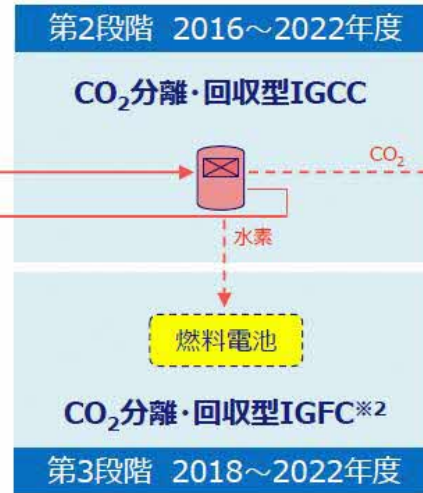 第2段階 2016～2022年度
CO₂分離・回収型IGCC
CO₂
水素
燃料電池
CO₂分離・回収型IGFC※2
第3段階 2018～2022年度